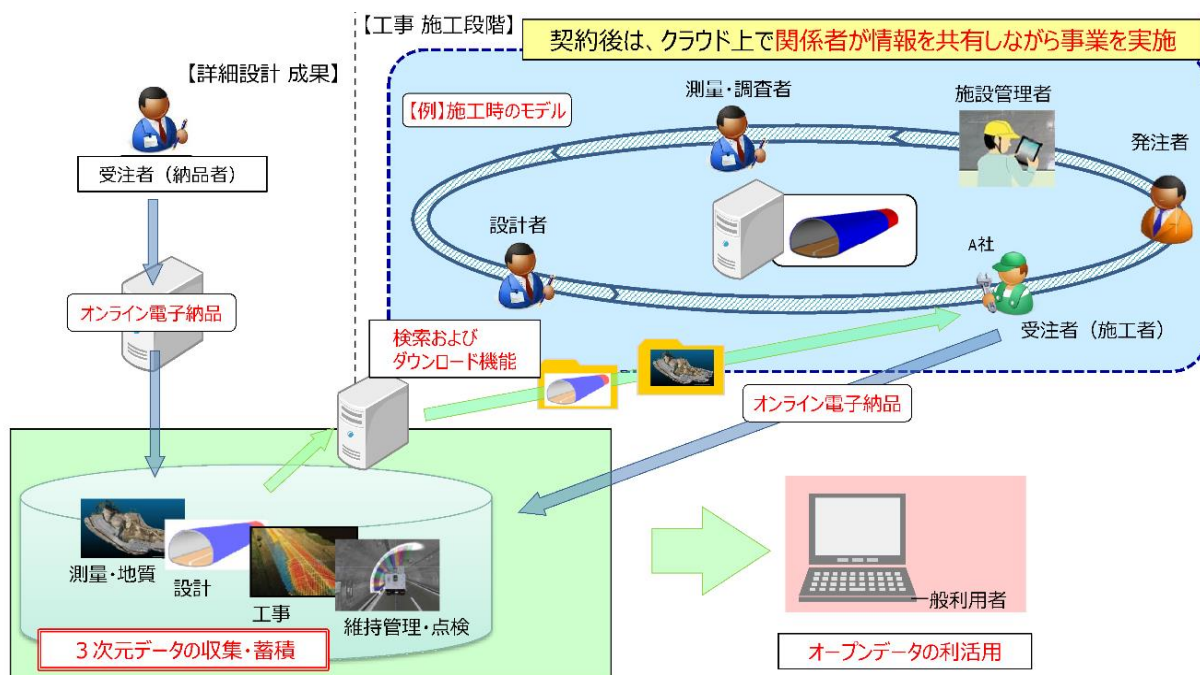 【工事 施工段階】
契約後は、クラウド上で関係者が情報を共有しながら事業を実施
【詳細設計 成果】
受注者（納品者）
オンライン電子納品
【例】施工時のモデル
測量・調査者
施設管理者
発注者
設計者
A社
受注者（施工者）
検索および
ダウンロード機能
オンライン電子納品
測量・地質
設計
工事
維持管理・点検
３次元データの収集・蓄積
一般利用者
オープンデータの利活用